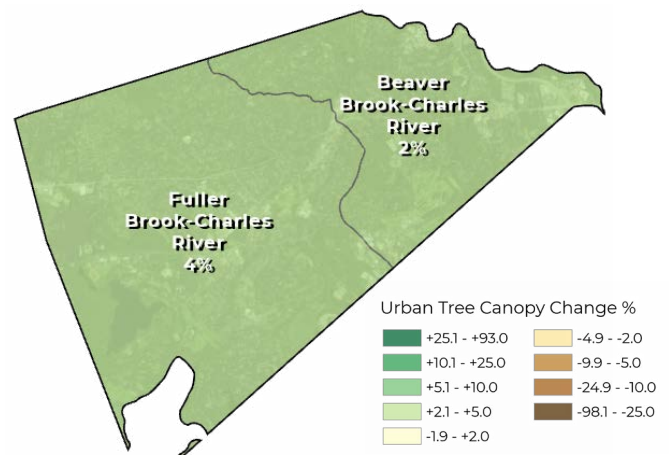 Beaver
Brook-Charles
River
2%
Fuller
Brook-Charles
River
4%
Urban Tree Canopy Change %
+25.1 - +93.0
+10.1 - +25.0
+5.1 - +10.0
+2.1 - +5.0
-1.9 - +2.0
-4.9 - -2.0
-9.9 - -5.0
-24.9 - -10.0
-98.1 - -25.0